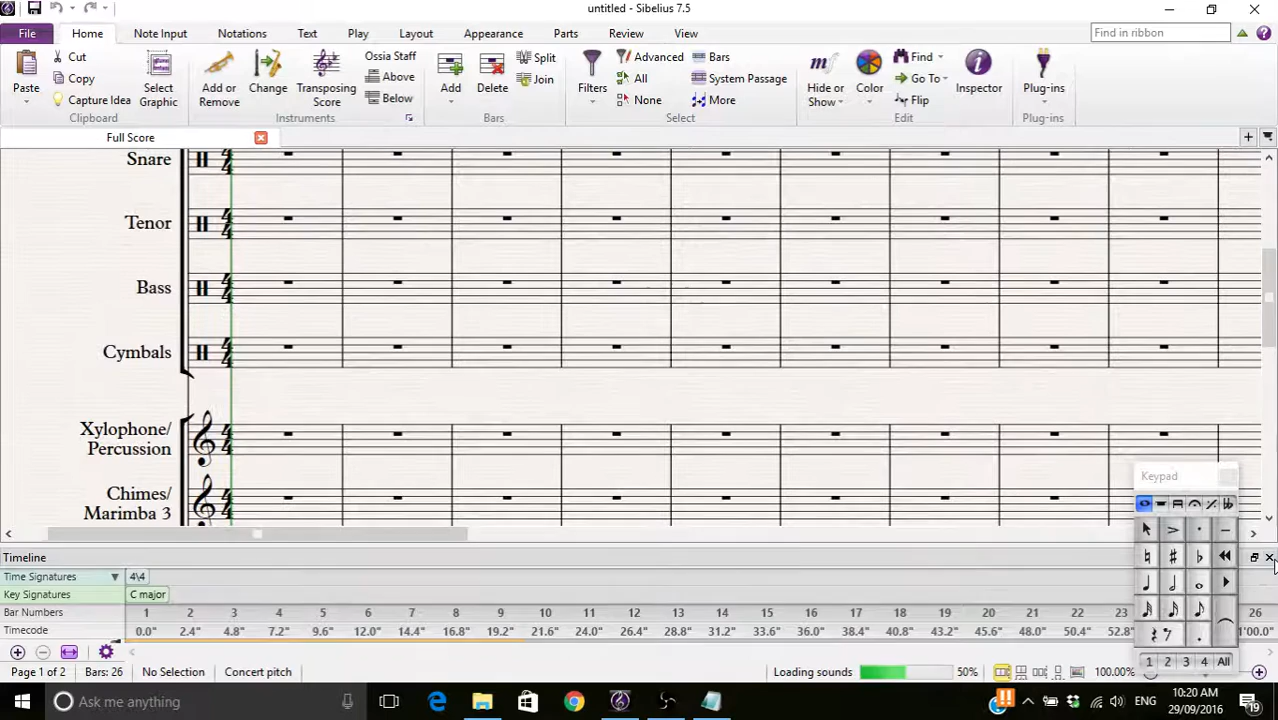 untitled - Sibelius 7.5
File Home Note Input Notations Text Play Layout Appearance Parts Review View Find in ribbon
Cut
Copy
Capture Idea
Paste
Select Graphic
Clipboard
Add or Remove
Change
Transposing Score
Ossia Staff
Above
Below
Instruments
Add
Delete
Split
Join
Bars
Filters
Advanced
All
None
Bars
System Passage
More
Select
Hide or Show
Color
Find
Go To
Flip
Inspector
Edit
Plug-ins
Plug-ins
Full Score
Snare
Tenor
Bass
Cymbals
Xylophone/
Percussion
Chimes/
Marimba 3
Keypad
1 2 3 4 All
Timeline
Time Signatures 4\4
Key Signatures C major
Bar Numbers 1 2 3 4 5 6 7 8 9 10 11 12 13 14 15 16 17 18 19 20 21 22 23 26
Timecode 0.0" 2.4" 4.8" 7.2" 9.6" 12.0" 14.4" 16.8" 19.2" 21.6" 24.0" 26.4" 28.8" 31.2" 33.6" 36.0" 38.4" 40.8" 43.2" 45.6" 48.0" 50.4" 52.8" 1'00.0"
Page 1 of 2 Bars: 26 No Selection Concert pitch Loading sounds 50% 100.00%
Ask me anything
ENG
10:20 AM
29/09/2016
19